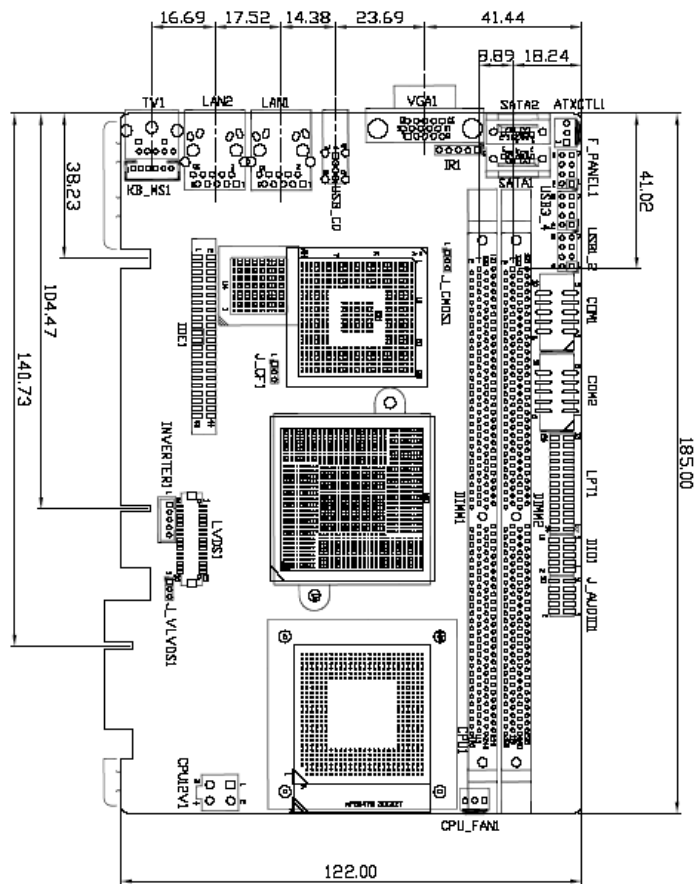 16.69
17.52
14.38
23.69
41.44
8.89
18.24
TV1
LAN2
LAN1
VGA1
SATA2
ATXCTL1
IR1
F_PANEL1
KB_MS1
SATA1
USB3_4
USB1_2
38.23
41.02
104.47
140.73
185.00
IDE1
J_CMOS1
J_CF1
COM1
COM2
INVERTER1
LVDS1
J_VLVDS1
DIMM1
DIMM2
LPT1
DIO1
J_AUDIO1
CPU1
CPU12V1
CPU_FAN1
122.00